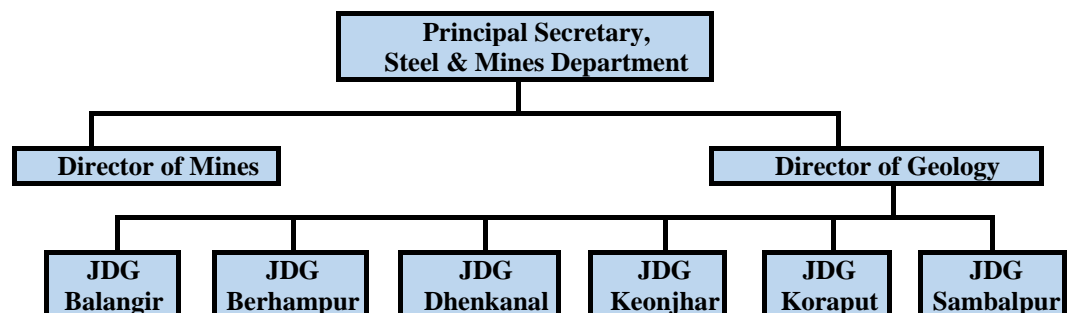 Principal Secretary,
Steel & Mines Department
Director of Mines
Director of Geology
JDG
Balangir
JDG
Berhampur
JDG
Dhenkanal
JDG
Keonjhar
JDG
Koraput
JDG
Sambalpur